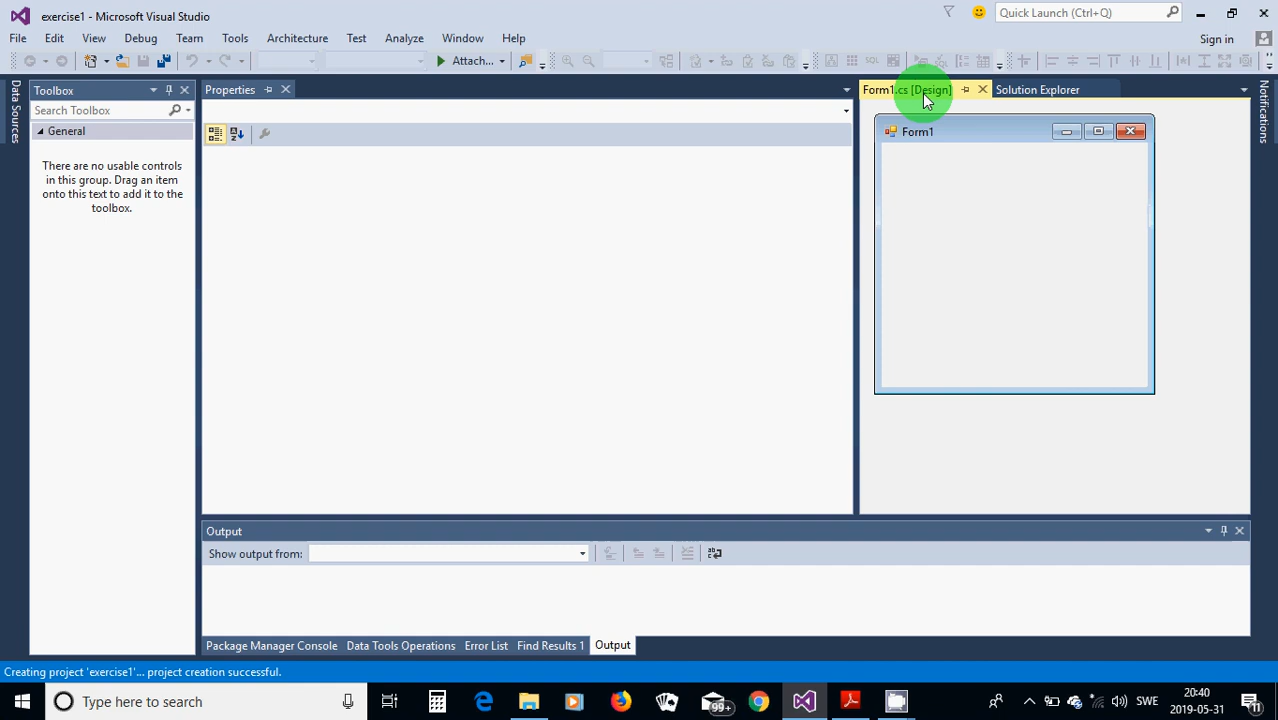 exercise1 - Microsoft Visual Studio
Quick Launch (Ctrl+Q)
File Edit View Debug Team Tools Architecture Test Analyze Window Help
Sign in
Attach...
SQL
Data Sources
Toolbox
Search Toolbox
General
There are no usable controls
in this group. Drag an item
onto this text to add it to the
toolbox.
Properties
Form1.cs [Design]
Solution Explorer
Form1
Notifications
Output
Show output from:
Package Manager Console Data Tools Operations Error List Find Results 1 Output
Creating project 'exercise1'... project creation successful.
Type here to search
99+
SWE
20:40
2019-05-31
11